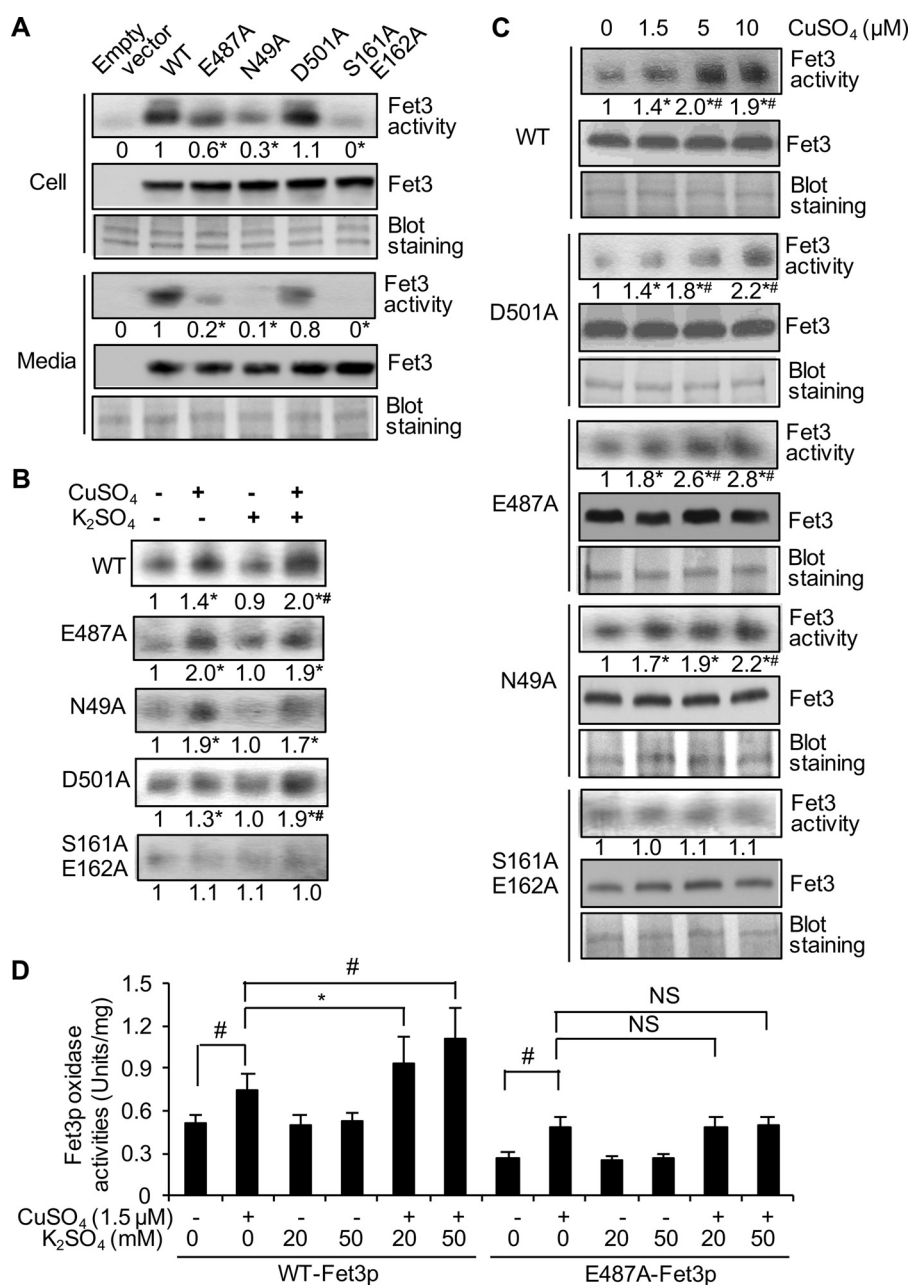 A
Empty vector WT E487A N49A D501A S161A E162A
Cell
Fet3 activity
0 1 0.6* 0.3* 1.1 0*
Fet3
Blot staining
Media
Fet3 activity
0 1 0.2* 0.1* 0.8 0*
Fet3
Blot staining
B
CuSO4 - + - +
K2SO4 - - + +
WT
1 1.4* 0.9 2.0*#
E487A
1 2.0* 1.0 1.9*
N49A
1 1.9* 1.0 1.7*
D501A
1 1.3* 1.0 1.9*#
S161A
E162A
1 1.1 1.1 1.0
C
0 1.5 5 10 CuSO4 (µM)
WT
Fet3 activity
1 1.4* 2.0*# 1.9*#
Fet3
Blot staining
D501A
Fet3 activity
1 1.4* 1.8*# 2.2*#
Fet3
Blot staining
E487A
Fet3 activity
1 1.8* 2.6*# 2.8*#
Fet3
Blot staining
N49A
Fet3 activity
1 1.7* 1.9* 2.2*#
Fet3
Blot staining
S161A
E162A
Fet3 activity
1 1.0 1.1 1.1
Fet3
Blot staining
D
Fet3p oxidase
activities (Units/mg)
1.5
1.2
0.9
0.6
0.3
0
# * # # NS NS
CuSO4 (1.5 µM) - + - - + + - + - - + +
K2SO4 (mM) 0 0 20 50 20 50 0 0 20 50 20 50
WT-Fet3p E487A-Fet3p